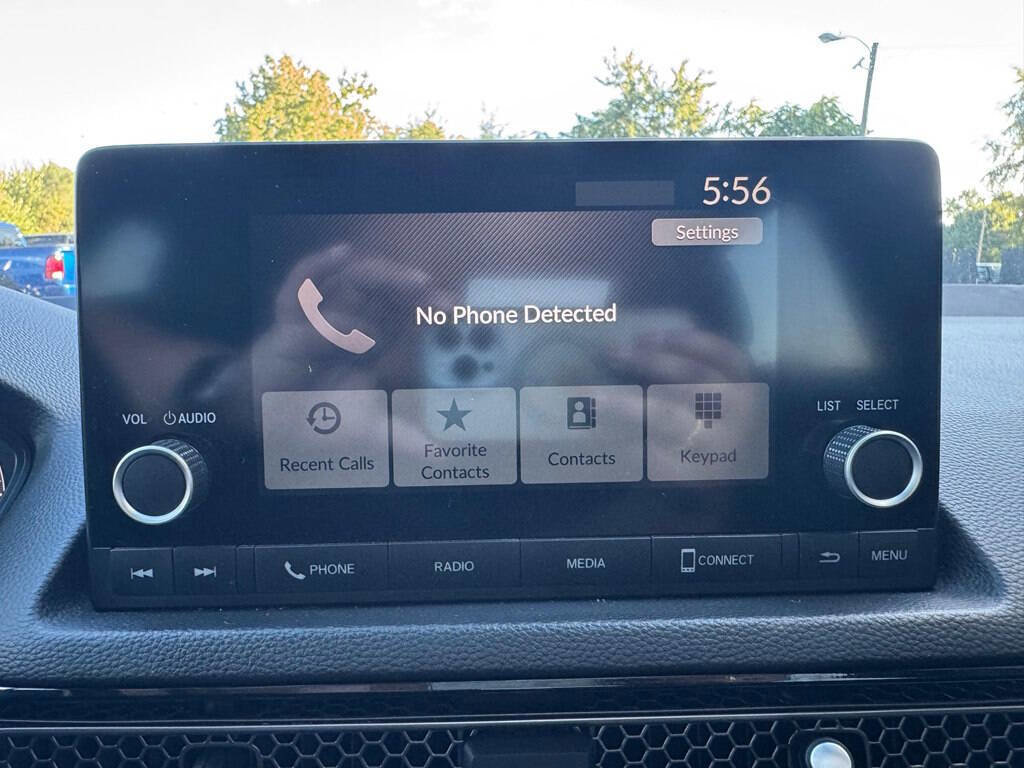 5:56
Settings
No Phone Detected
VOL AUDIO
LIST SELECT
Recent Calls
Favorite
Contacts
Contacts
Keypad
PHONE
RADIO
MEDIA
CONNECT
MENU